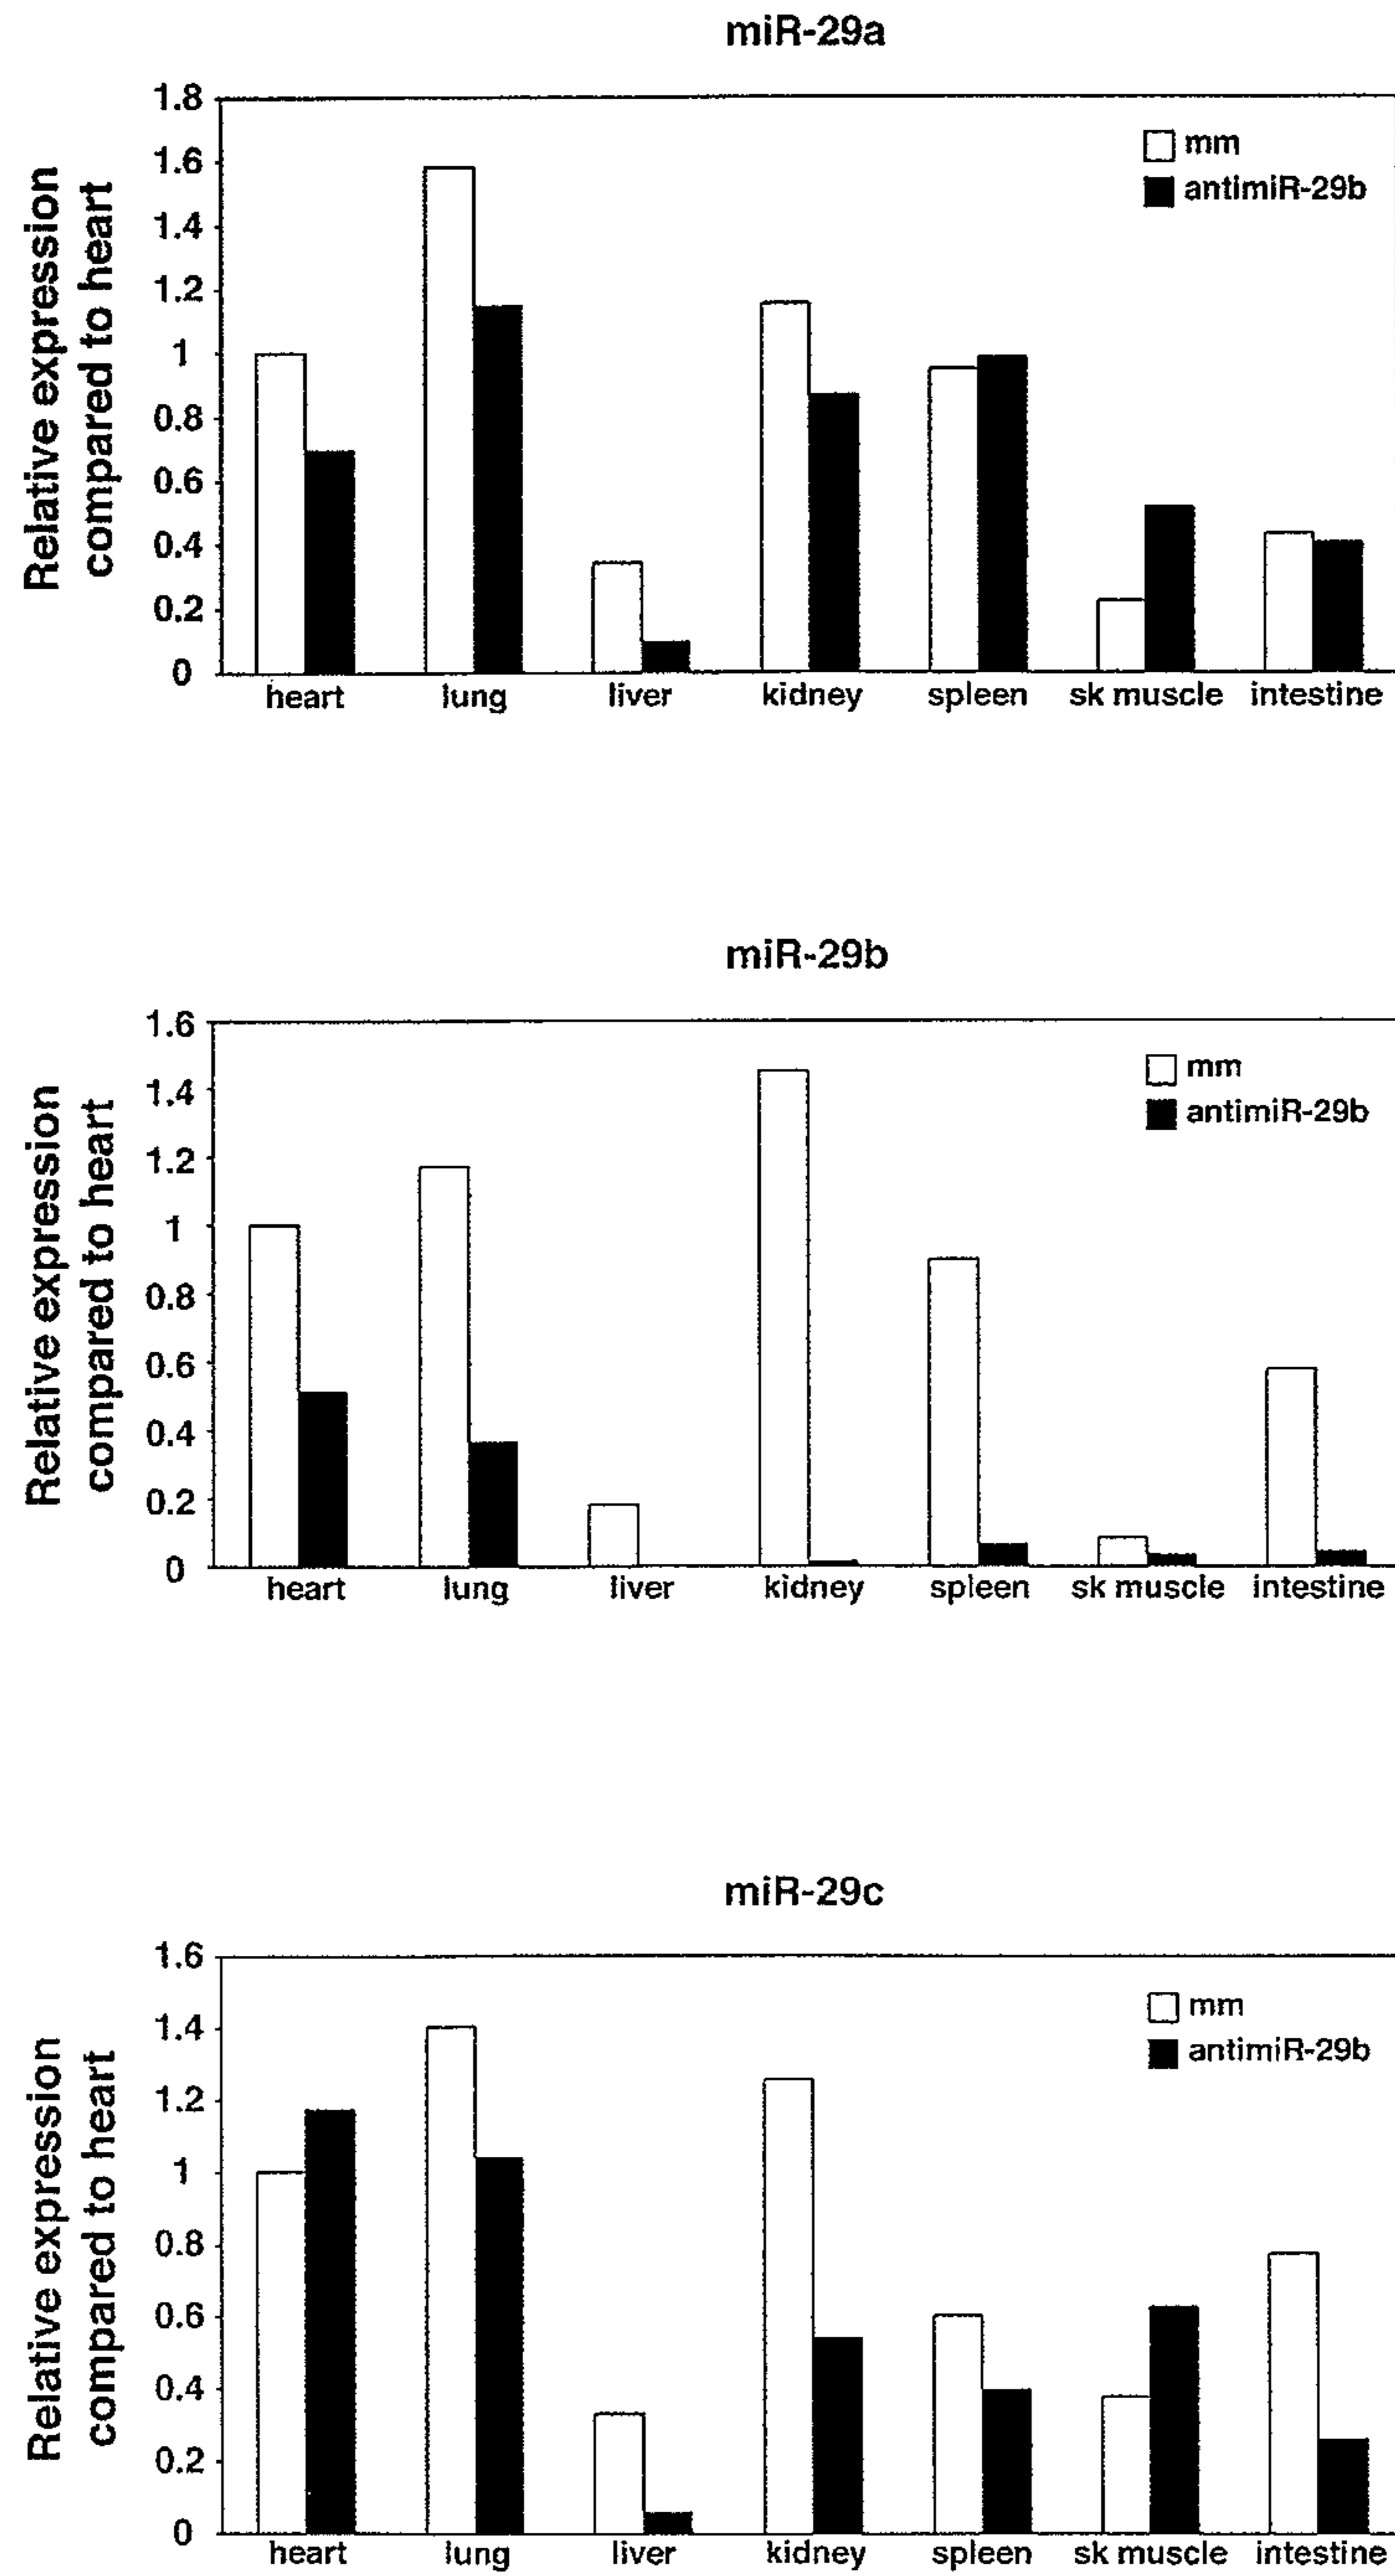 miR-29a
Relative expression
compared to heart
1.8
1.6
1.4
1.2
1
0.8
0.6
0.4
0.2
0
mm
antimiR-29b
heart lung liver kidney spleen sk muscle intestine
miR-29b
Relative expression
compared to heart
1.6
1.4
1.2
1
0.8
0.6
0.4
0.2
0
mm
antimiR-29b
heart lung liver kidney spleen sk muscle intestine
miR-29c
Relative expression
compared to heart
1.6
1.4
1.2
1
0.8
0.6
0.4
0.2
0
mm
antimiR-29b
heart lung liver kidney spleen sk muscle intestine